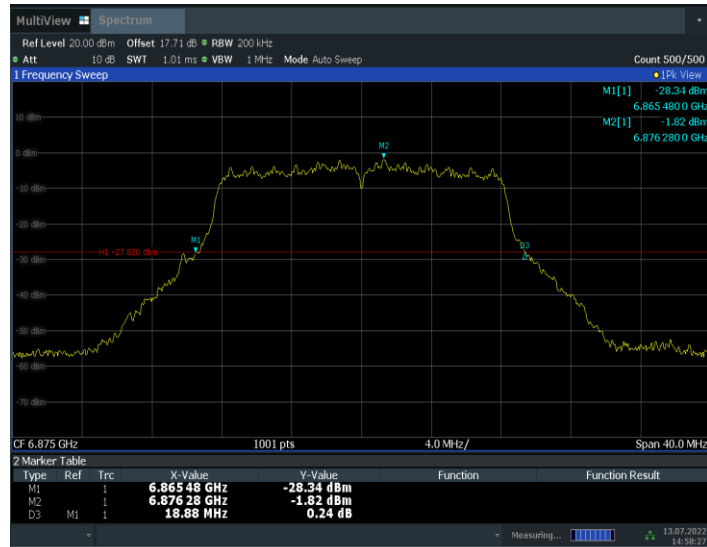 MultiView Spectrum
Ref Level 20.00 dBm Offset 17.71 dB RBW 200 kHz
Att 10 dB SWT 1.01 ms VBW 1 MHz Mode Auto Sweep Count 500/500
1 Frequency Sweep 1Pk View
M1[1] -28.34 dBm
6.865 480 0 GHz
10 dBm
M2[1] -1.82 dBm
6.876 280 0 GHz
M2
0 dBm
-10 dBm
-20 dBm
M1
D3
H1 -27.820 dBm
-30 dBm
-40 dBm
-50 dBm
-60 dBm
-70 dBm
CF 6.875 GHz 1001 pts 4.0 MHz/ Span 40.0 MHz
2 Marker Table
Type Ref Trc X-Value Y-Value Function Function Result
M1 1 6.865 48 GHz -28.34 dBm
M2 1 6.876 28 GHz -1.82 dBm
D3 M1 1 18.88 MHz 0.24 dB
Measuring... 13.07.2022
14:58:27